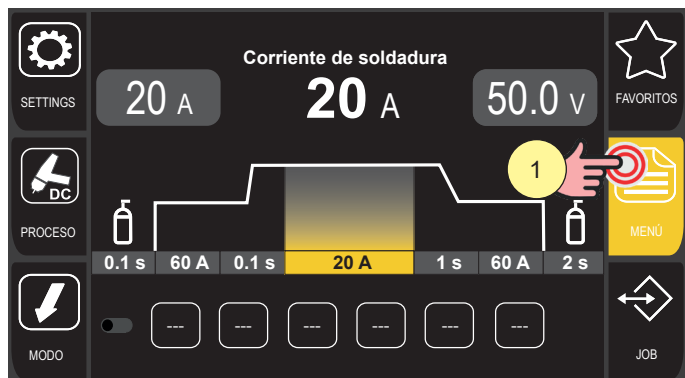 SETTINGS
DC
PROCESO
MODO
Corriente de soldadura
20 A
20 A
50.0 V
1
0.1 s
60 A
0.1 s
20 A
1 s
60 A
2 s
---
---
---
---
---
---
FAVORITOS
MENÚ
JOB